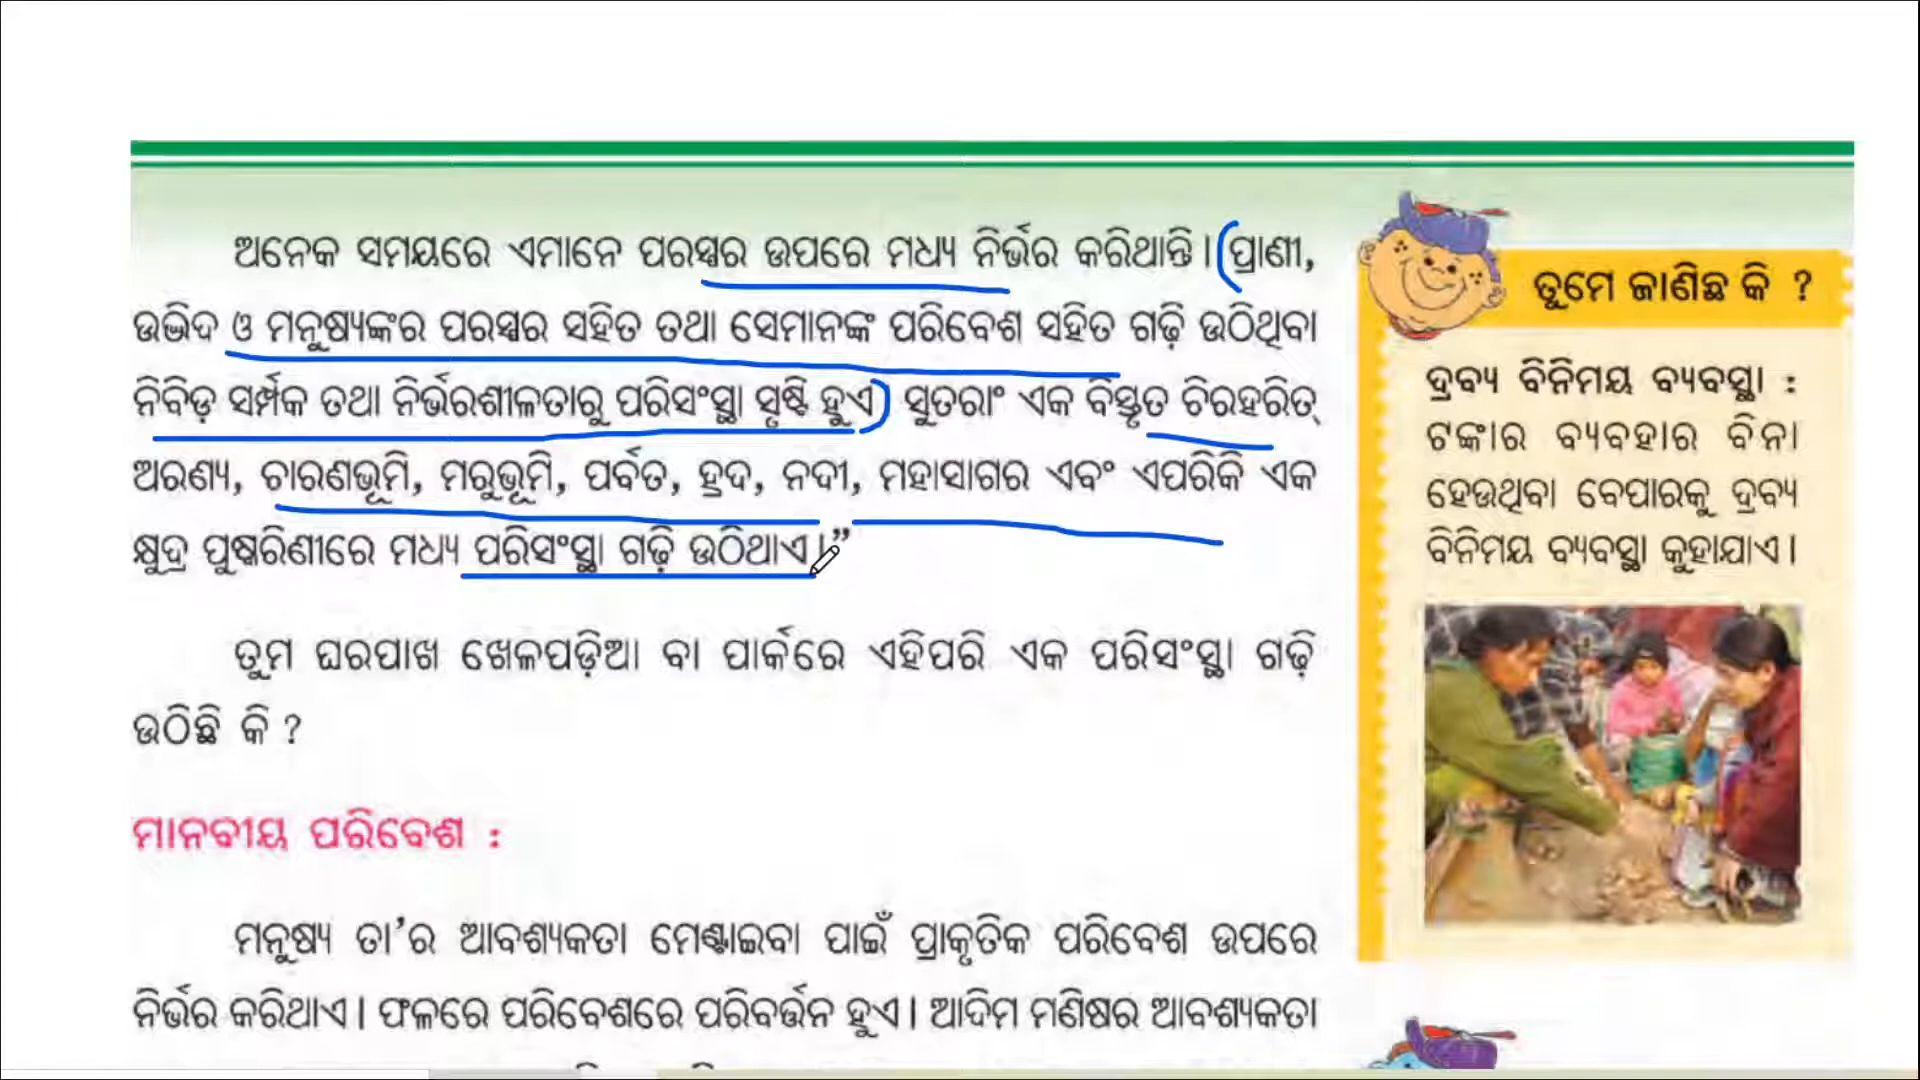 ଅନେକ ସମୟରେ ଏମାନେ ପରସ୍ପର ଉପରେ ମଧ୍ୟ ନିର୍ଭର କରିଥାନ୍ତି। (ପ୍ରାଣୀ,
ଉଦ୍ଭିଦ ଓ ମନୁଷ୍ୟଙ୍କର ପରସ୍ପର ସହିତ ତଥା ସେମାନଙ୍କ ପରିବେଶ ସହିତ ଗଢ଼ି ଉଠିଥିବା
ନିବିଡ଼ ସର୍ମ୍ପକ ତଥା ନିର୍ଭରଶୀଳତାରୁ ପରିସଂସ୍ଥା ସୃଷ୍ଟି ହୁଏ) ସୁତରାଂ ଏକ ବିସ୍ତୃତ ଚିରହରିତ୍
ଅରଣ୍ୟ, ଚାରଣଭୂମି, ମରୁଭୂମି, ପର୍ବତ, ହ୍ରଦ, ନଦୀ, ମହାସାଗର ଏବଂ ଏପରିକି ଏକ
କ୍ଷୁଦ୍ର ପୁଷ୍କରିଣୀରେ ମଧ୍ୟ ପରିସଂସ୍ଥା ଗଢ଼ି ଉଠିଥାଏ।”
ତୁମ ଘରପାଖ ଖେଳପଡ଼ିଆ ବା ପାର୍କରେ ଏହିପରି ଏକ ପରିସଂସ୍ଥା ଗଢ଼ି
ଉଠିଛି କି ?
ମାନବୀୟ ପରିବେଶ :
ମନୁଷ୍ୟ ତା’ର ଆବଶ୍ୟକତା ମେଣ୍ଟାଇବା ପାଇଁ ପ୍ରାକୃତିକ ପରିବେଶ ଉପରେ
ନିର୍ଭର କରିଥାଏ। ଫଳରେ ପରିବେଶରେ ପରିବର୍ତ୍ତନ ହୁଏ। ଆଦିମ ମଣିଷର ଆବଶ୍ୟକତା
ତୁମେ ଜାଣିଛ କି ?
ଦ୍ରବ୍ୟ ବିନିମୟ ବ୍ୟବସ୍ଥା :
ଟଙ୍କାର ବ୍ୟବହାର ବିନା
ହେଉଥିବା ବେପାରକୁ ଦ୍ରବ୍ୟ
ବିନିମୟ ବ୍ୟବସ୍ଥା କୁହାଯାଏ।